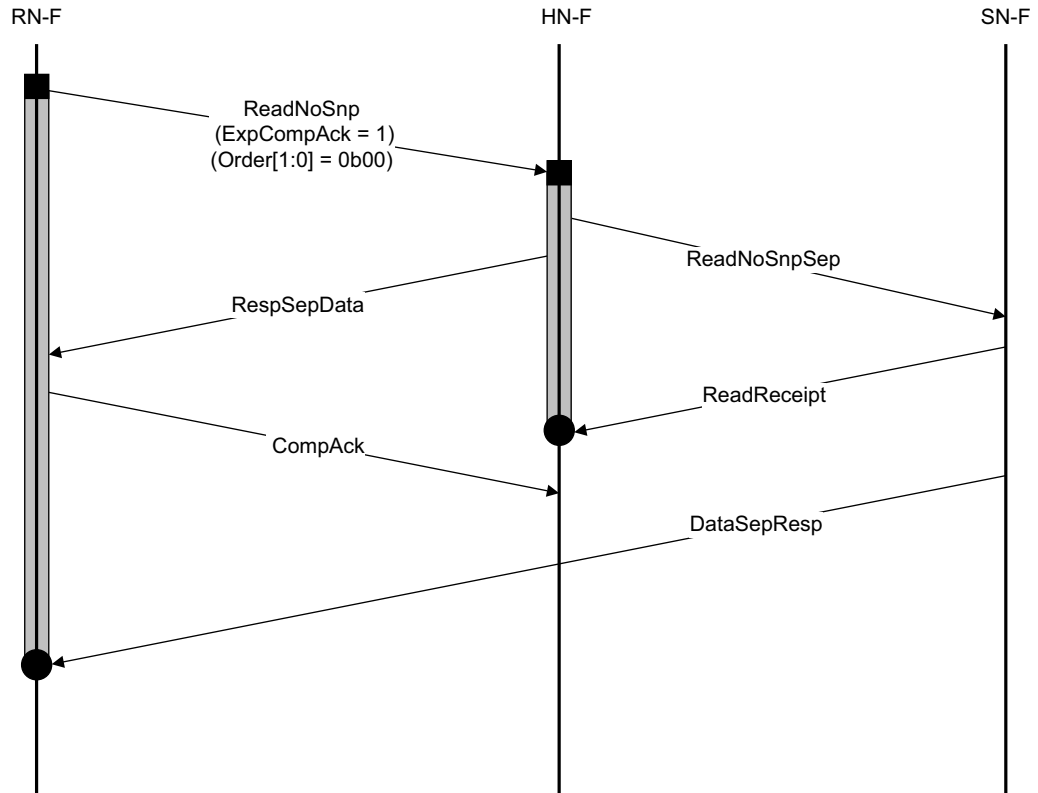 RN-F
HN-F
SN-F
ReadNoSnp
(ExpCompAck = 1)
(Order[1:0] = 0b00)
ReadNoSnpSep
RespSepData
ReadReceipt
CompAck
DataSepResp